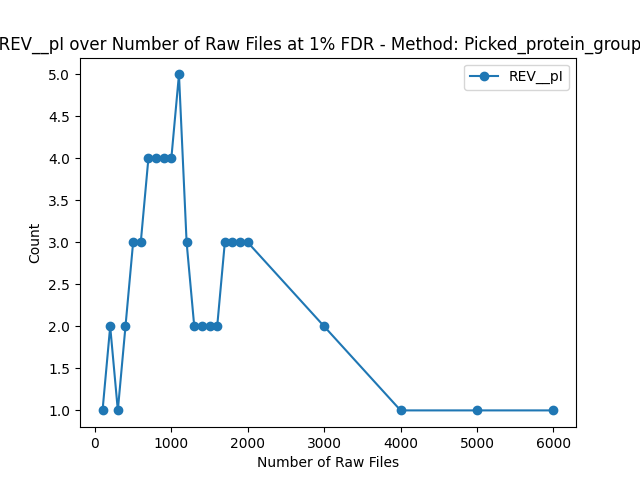 REV__pI over Number of Raw Files at 1% FDR - Method: Picked_protein_group
REV__pI
5.0
4.5
4.0
3.5
3.0
2.5
2.0
1.5
1.0
Count
0 1000 2000 3000 4000 5000 6000
Number of Raw Files